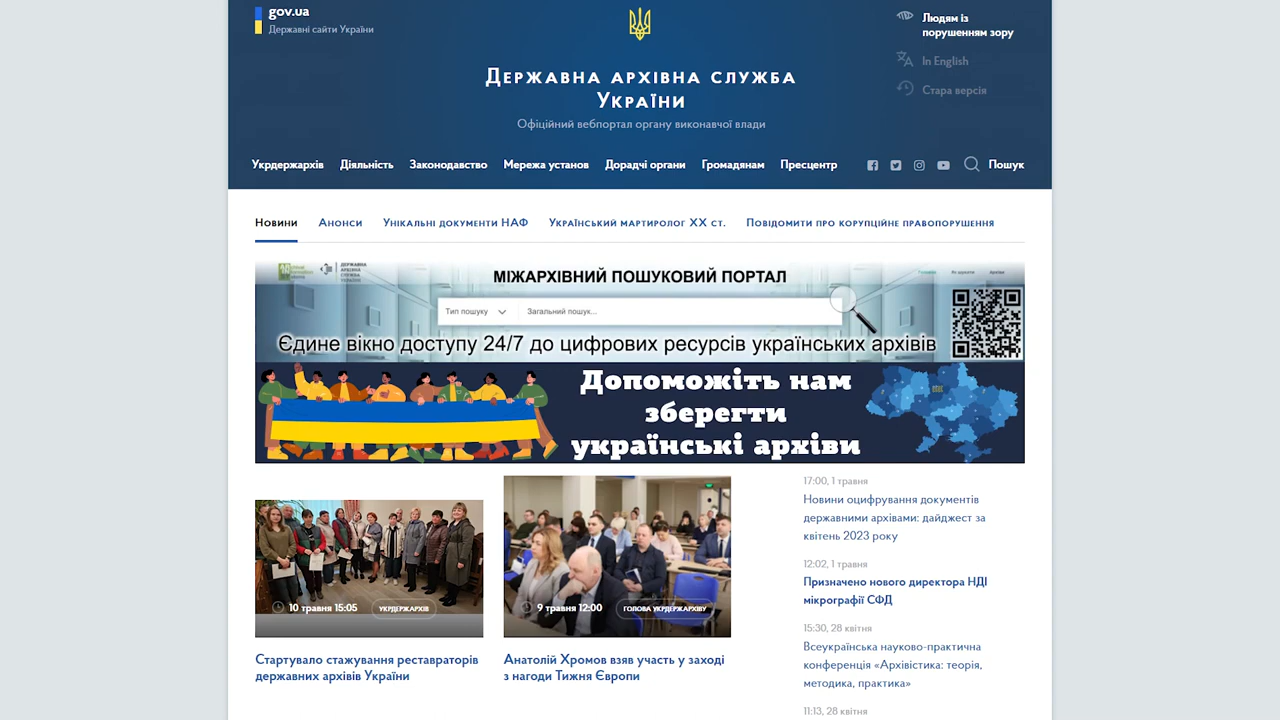 gov.ua
Державні сайти України
Людям із
порушенням зору
In English
Стара версія
Державна архівна служба
України
Офіційний вебпортал органу виконавчої влади
Укрдержархів Діяльність Законодавство Мережа установ Дорадчі органи Громадянам Пресцентр Пошук
Новини Анонси Унікальні документи НАФ Український мартиролог ХХ ст. Повідомити про корупційне правопорушення
ДЕРЖАВНА
АРХІВНА
СЛУЖБА
УКРАЇНИ
МІЖАРХІВНИЙ ПОШУКОВИЙ ПОРТАЛ
Тип пошуку Загальний пошук...
Єдине вікно доступу 24/7 до цифрових ресурсів українських архівів
Допоможіть нам
зберегти
українські архіви
10 травня 15:05 УКРДЕРЖАРХІВ
Стартувало стажування реставраторів
державних архівів України
9 травня 12:00 ГОЛОВА УКРДЕРЖАРХІВУ
Анатолій Хромов взяв участь у заході
з нагоди Тижня Європи
17:00, 1 травня
Новини оцифрування документів
державними архівами: дайджест за
квітень 2023 року
12:02, 1 травня
Призначено нового директора НДІ
мікрографії СФД
15:30, 28 квітня
Всеукраїнська науково-практична
конференція «Архівістика: теорія,
методика, практика»
11:13, 28 квітня